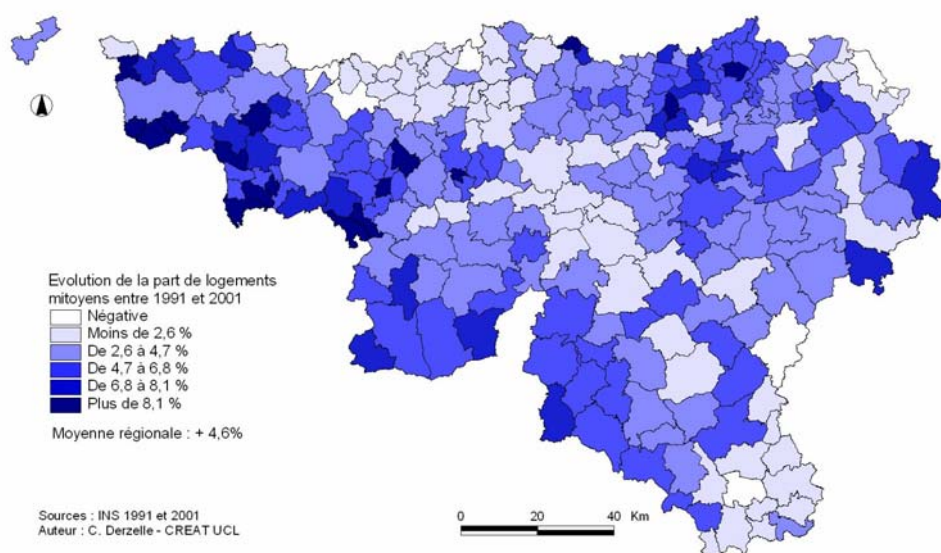 Evolution de la part de logements
mitoyens entre 1991 et 2001
Négative
Moins de 2,6 %
De 2,6 à 4,7 %
De 4,7 à 6,8 %
De 6,8 à 8,1 %
Plus de 8,1 %
Moyenne régionale : + 4,6%
Sources : INS 1991 et 2001
Auteur : C. Derzelle - CREAT UCL
0 20 40 Km